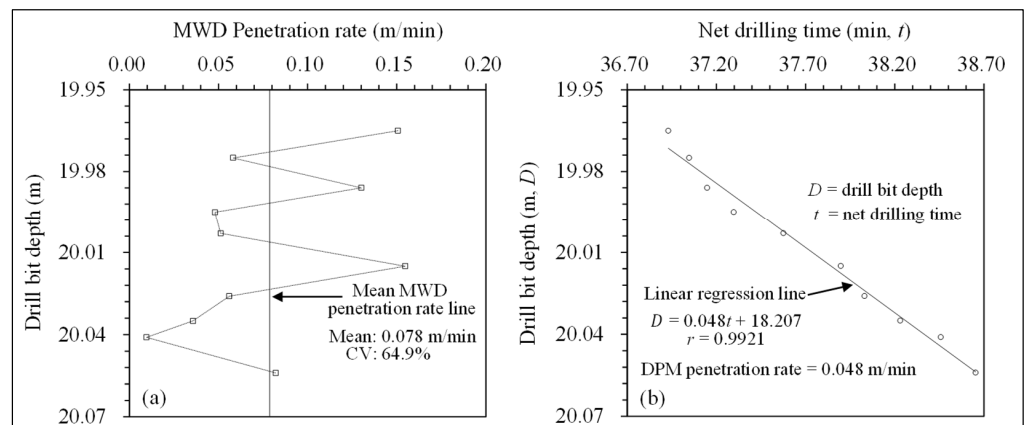 MWD Penetration rate (m/min)
0.00 0.05 0.10 0.15 0.20
Drill bit depth (m)
19.95
19.98
20.01
20.04
20.07
Mean MWD
penetration rate line
Mean: 0.078 m/min
CV: 64.9%
(a)
Net drilling time (min, t)
36.70 37.20 37.70 38.20 38.70
Drill bit depth (m, D)
19.95
19.98
20.01
20.04
20.07
D = drill bit depth
t = net drilling time
Linear regression line
D = 0.048t + 18.207
r = 0.9921
DPM penetration rate = 0.048 m/min
(b)